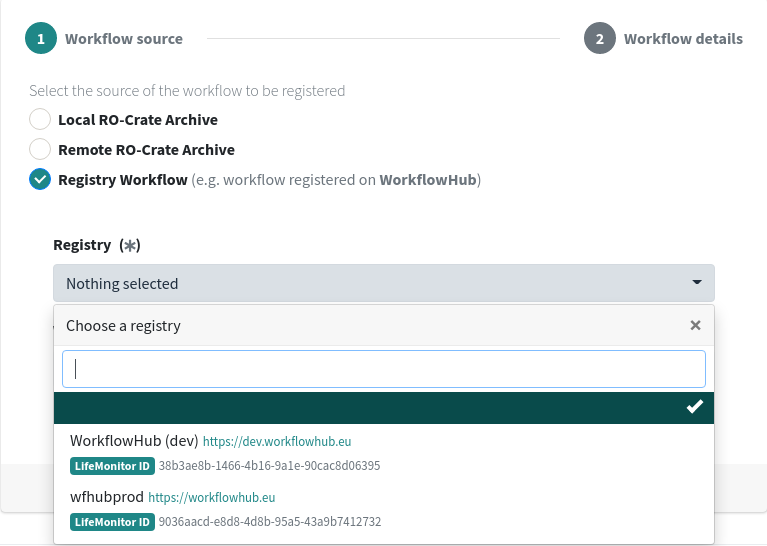 1 Workflow source
2 Workflow details
Select the source of the workflow to be registered
Local RO-Crate Archive
Remote RO-Crate Archive
Registry Workflow (e.g. workflow registered on WorkflowHub)
Registry (∗)
Nothing selected
Choose a registry ×
WorkflowHub (dev) https://dev.workflowhub.eu
LifeMonitor ID 38b3ae8b-1466-4b16-9a1e-90cac8d06395
wfhubprod https://workflowhub.eu
LifeMonitor ID 9036aacd-e8d8-4d8b-95a5-43a9b7412732